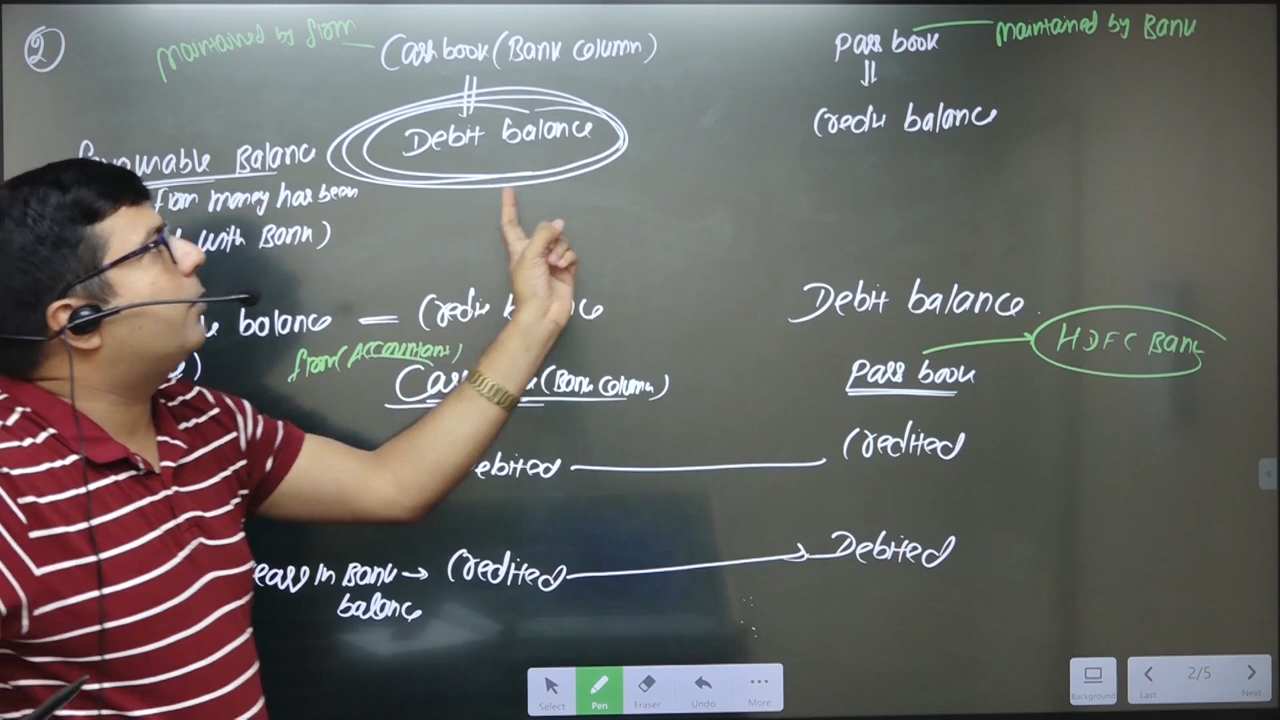 2
Maintained by firm
Cash book (Bank column)
Pass book
Maintained by Bank
Debit balance
Credit balance
Favourable Balance
firm money has been
with Bank)
balance = Credit
Debit balance.
firm (Accountant)
HDFC Bank
(Bank column)
Pass book
Credited
Debited
in Bank → Credited
Debited
balance
Select
Pen
Eraser
Undo
More
Background
Last
2/5
Next